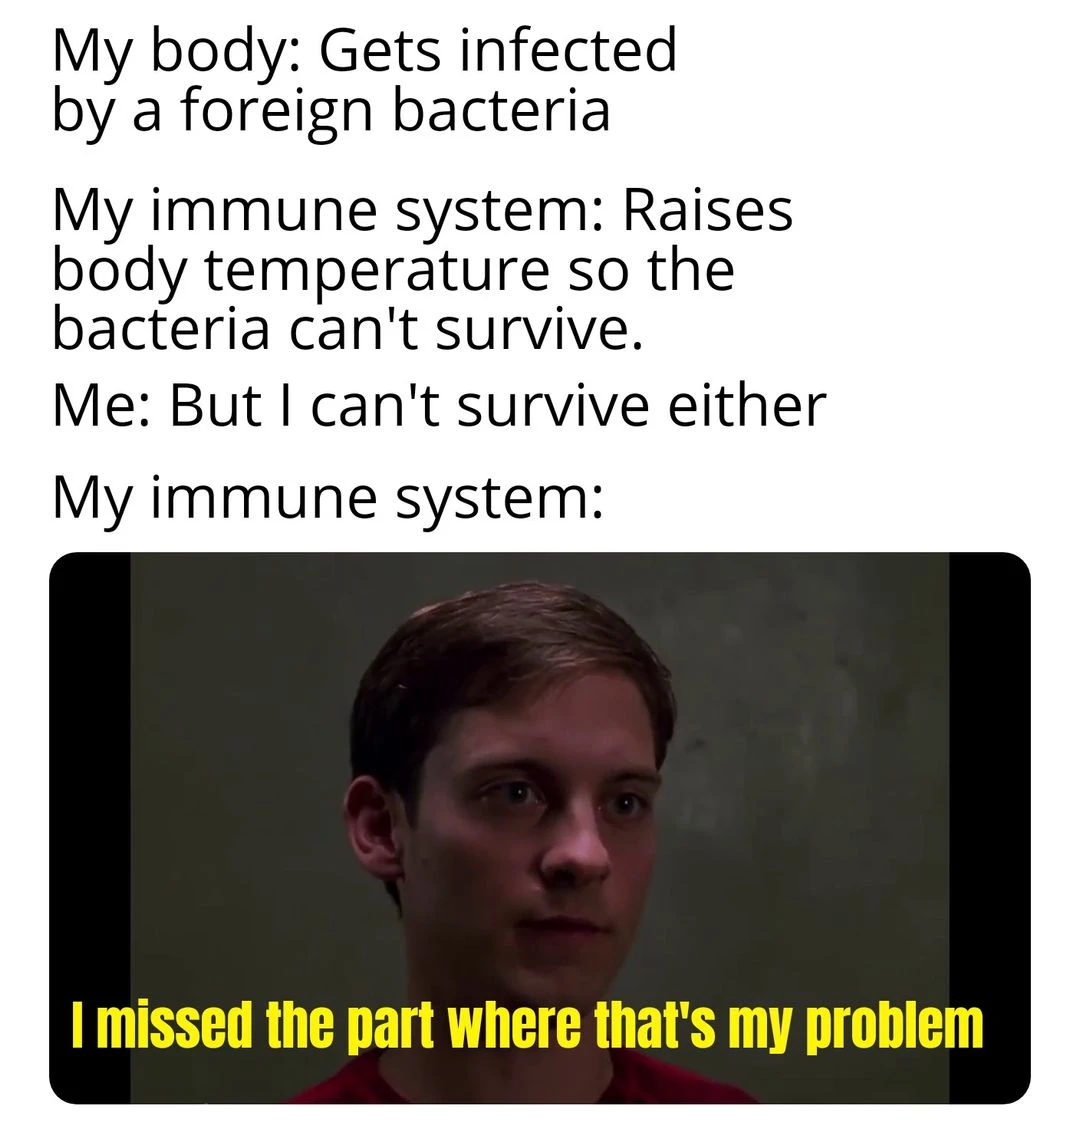 My body: Gets infected
by a foreign bacteria
My immune system: Raises
body temperature so the
bacteria can't survive.
Me: But I can't survive either
My immune system:
I missed the part where that's my problem